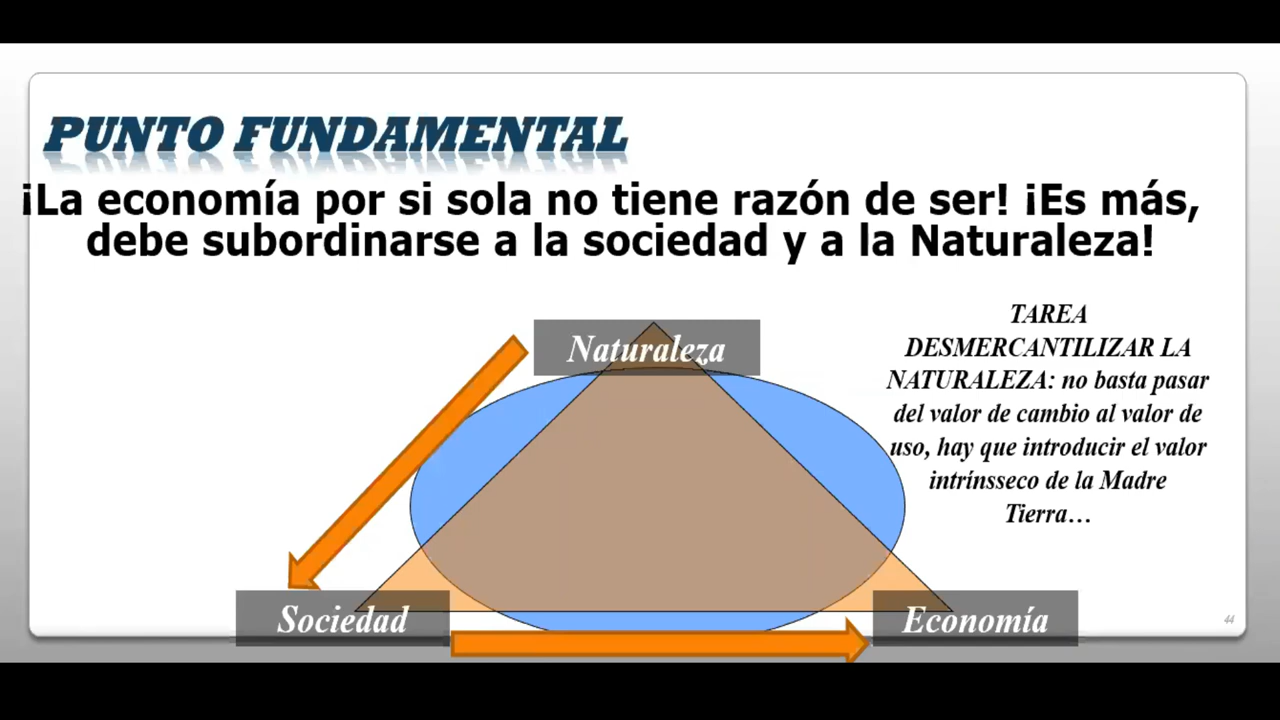 PUNTO FUNDAMENTAL
¡La economía por si sola no tiene razón de ser! ¡Es más,
debe subordinarse a la sociedad y a la Naturaleza!
Naturaleza
TAREA
DESMERCANTILIZAR LA
NATURALEZA: no basta pasar
del valor de cambio al valor de
uso, hay que introducir el valor
intrínsseco de la Madre
Tierra…
Sociedad
Economía
44